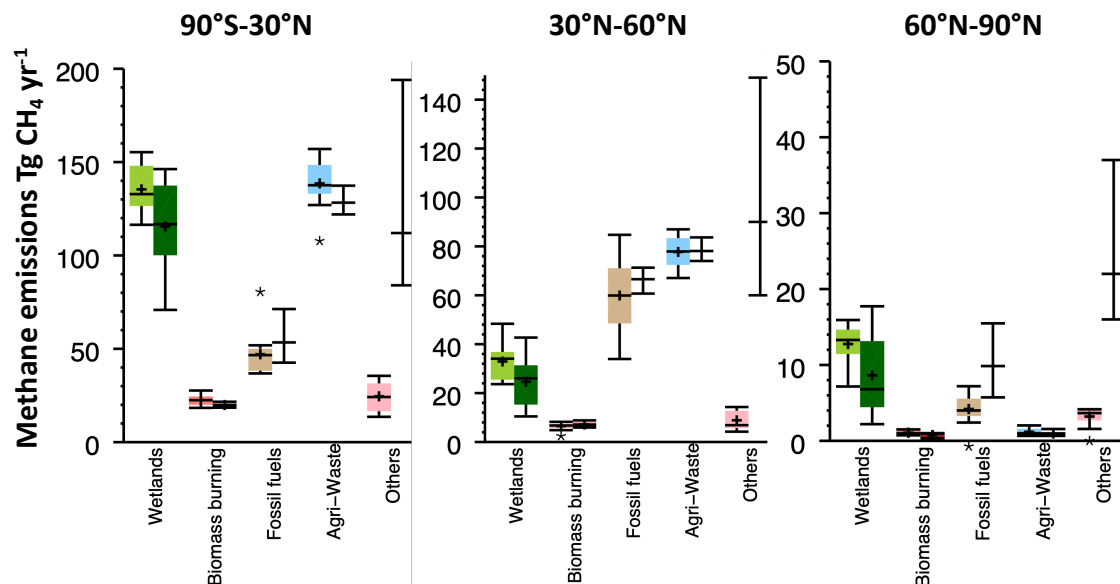 90°S-30°N
30°N-60°N
60°N-90°N
Methane emissions Tg CH₄ yr⁻¹
200
150
100
50
0
140
120
100
80
60
40
20
0
50
40
30
20
10
0
Wetlands
Biomass burning
Fossil fuels
Agri−Waste
Others
Wetlands
Biomass burning
Fossil fuels
Agri−Waste
Others
Wetlands
Biomass burning
Fossil fuels
Agri−Waste
Others